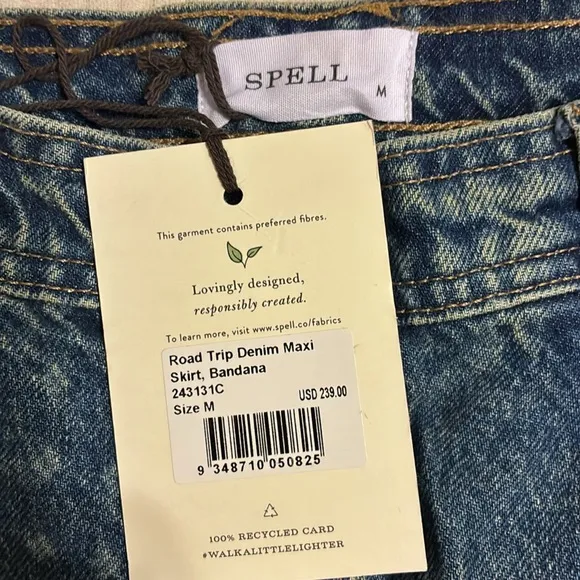 SPELL
M
This garment contains preferred fibres.
Lovingly designed,
responsibly created.
To learn more, visit www.spell.co/fabrics
Road Trip Denim Maxi
Skirt, Bandana
243131C
Size M
USD 239.00
9 348710 050825
100% RECYCLED CARD
#WALKALITTLELIGHTER